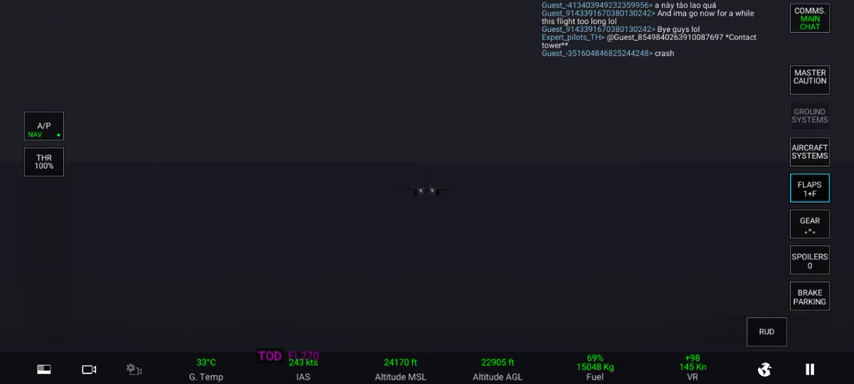 Guest_-413403949232359956> a này tào lao quá
Guest_9143391670380130242> And ima go now for a while
this flight too long lol
Guest_9143391670380130242> Bye guys lol
Expert_pilots_TH> @Guest_8549840263910087697 *Contact
tower**
Guest_-351604846825244248> crash
COMMS.
MAIN
CHAT
MASTER
CAUTION
GROUND
SYSTEMS
A/P
NAV
THR
100%
AIRCRAFT
SYSTEMS
FLAPS
1+F
GEAR
SPOILERS
0
BRAKE
PARKING
RUD
TOD FL270
33°C
G. Temp
243 kts
IAS
24170 ft
Altitude MSL
22905 ft
Altitude AGL
69%
15048 Kg
Fuel
+98
145 Kn
VR